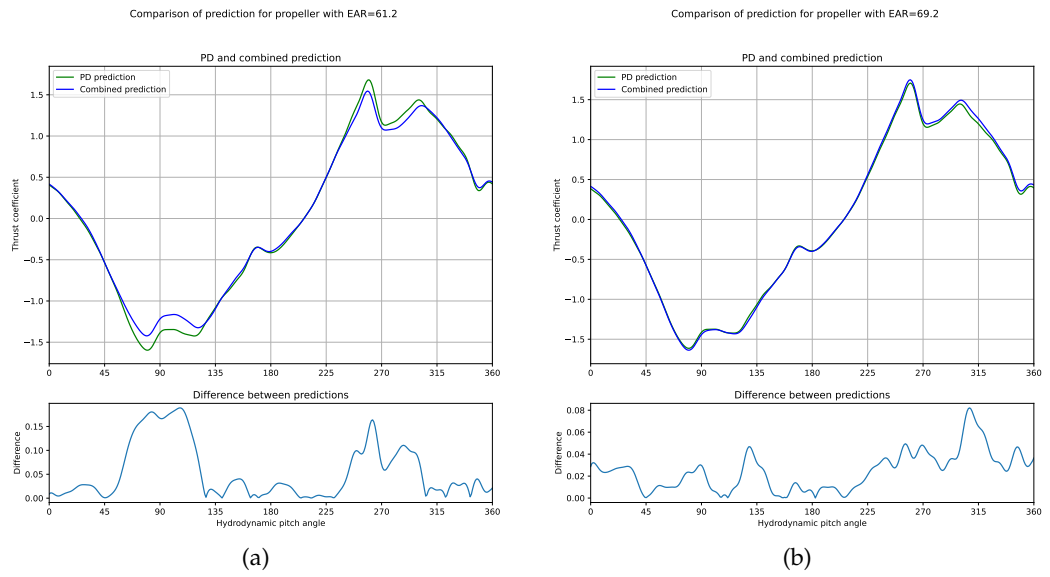 Comparison of prediction for propeller with EAR=61.2
PD and combined prediction
PD prediction
Combined prediction
Thrust coefficient
1.5
1.0
0.5
0.0
−0.5
−1.0
−1.5
0 45 90 135 180 225 270 315 360
Difference between predictions
Difference
0.15
0.10
0.05
0.00
0 45 90 135 180 225 270 315 360
Hydrodynamic pitch angle
(a)
Comparison of prediction for propeller with EAR=69.2
PD and combined prediction
PD prediction
Combined prediction
Thrust coefficient
1.5
1.0
0.5
0.0
−0.5
−1.0
−1.5
0 45 90 135 180 225 270 315 360
Difference between predictions
Difference
0.08
0.06
0.04
0.02
0.00
0 45 90 135 180 225 270 315 360
Hydrodynamic pitch angle
(b)